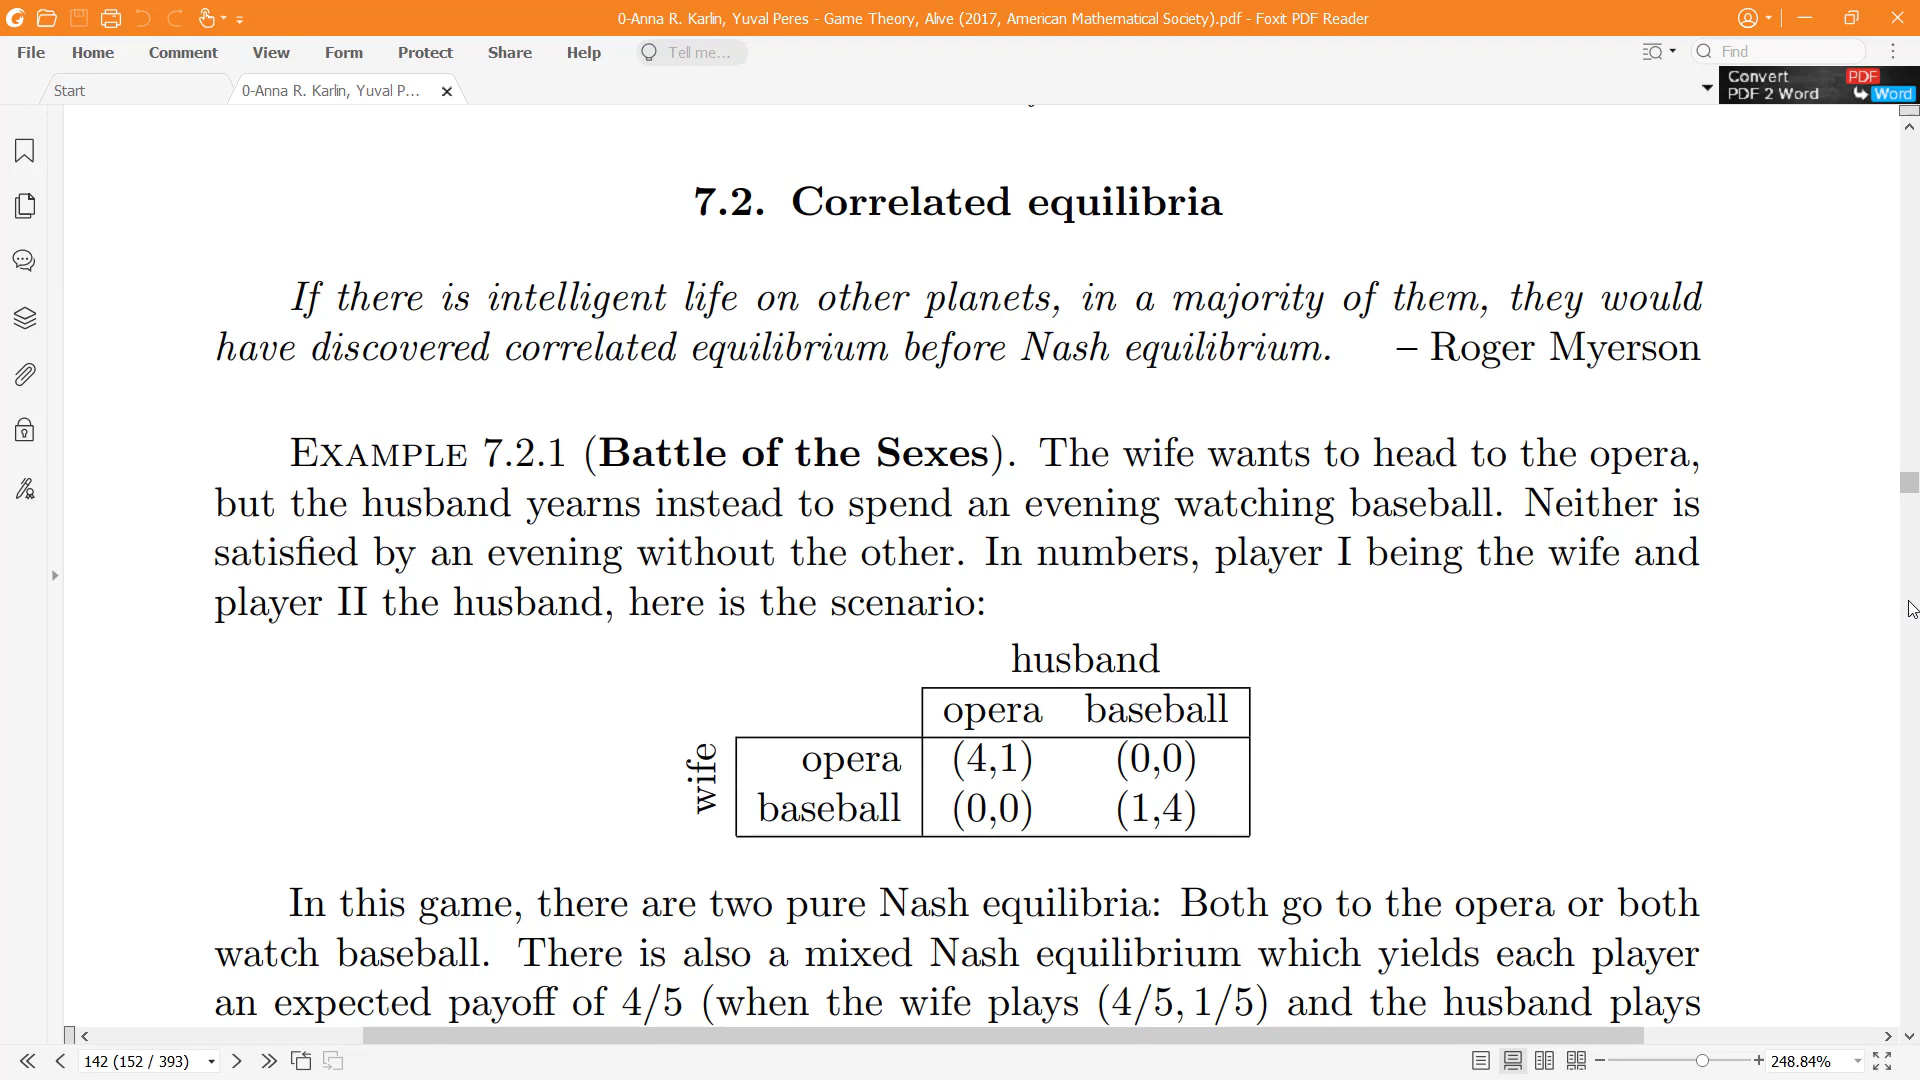 0-Anna R. Karlin, Yuval Peres - Game Theory, Alive (2017, American Mathematical Society).pdf - Foxit PDF Reader
File Home Comment View Form Protect Share Help Tell me... Find
Start 0-Anna R. Karlin, Yuval P... Convert PDF
PDF 2 Word Word
7.2. Correlated equilibria
If there is intelligent life on other planets, in a majority of them, they would
have discovered correlated equilibrium before Nash equilibrium. – Roger Myerson
Example 7.2.1 (Battle of the Sexes). The wife wants to head to the opera,
but the husband yearns instead to spend an evening watching baseball. Neither is
satisfied by an evening without the other. In numbers, player I being the wife and
player II the husband, here is the scenario:
husband
opera baseball
wife
opera (4,1) (0,0)
baseball (0,0) (1,4)
In this game, there are two pure Nash equilibria: Both go to the opera or both
watch baseball. There is also a mixed Nash equilibrium which yields each player
an expected payoff of 4/5 (when the wife plays (4/5, 1/5) and the husband plays
142 (152 / 393) 248.84%